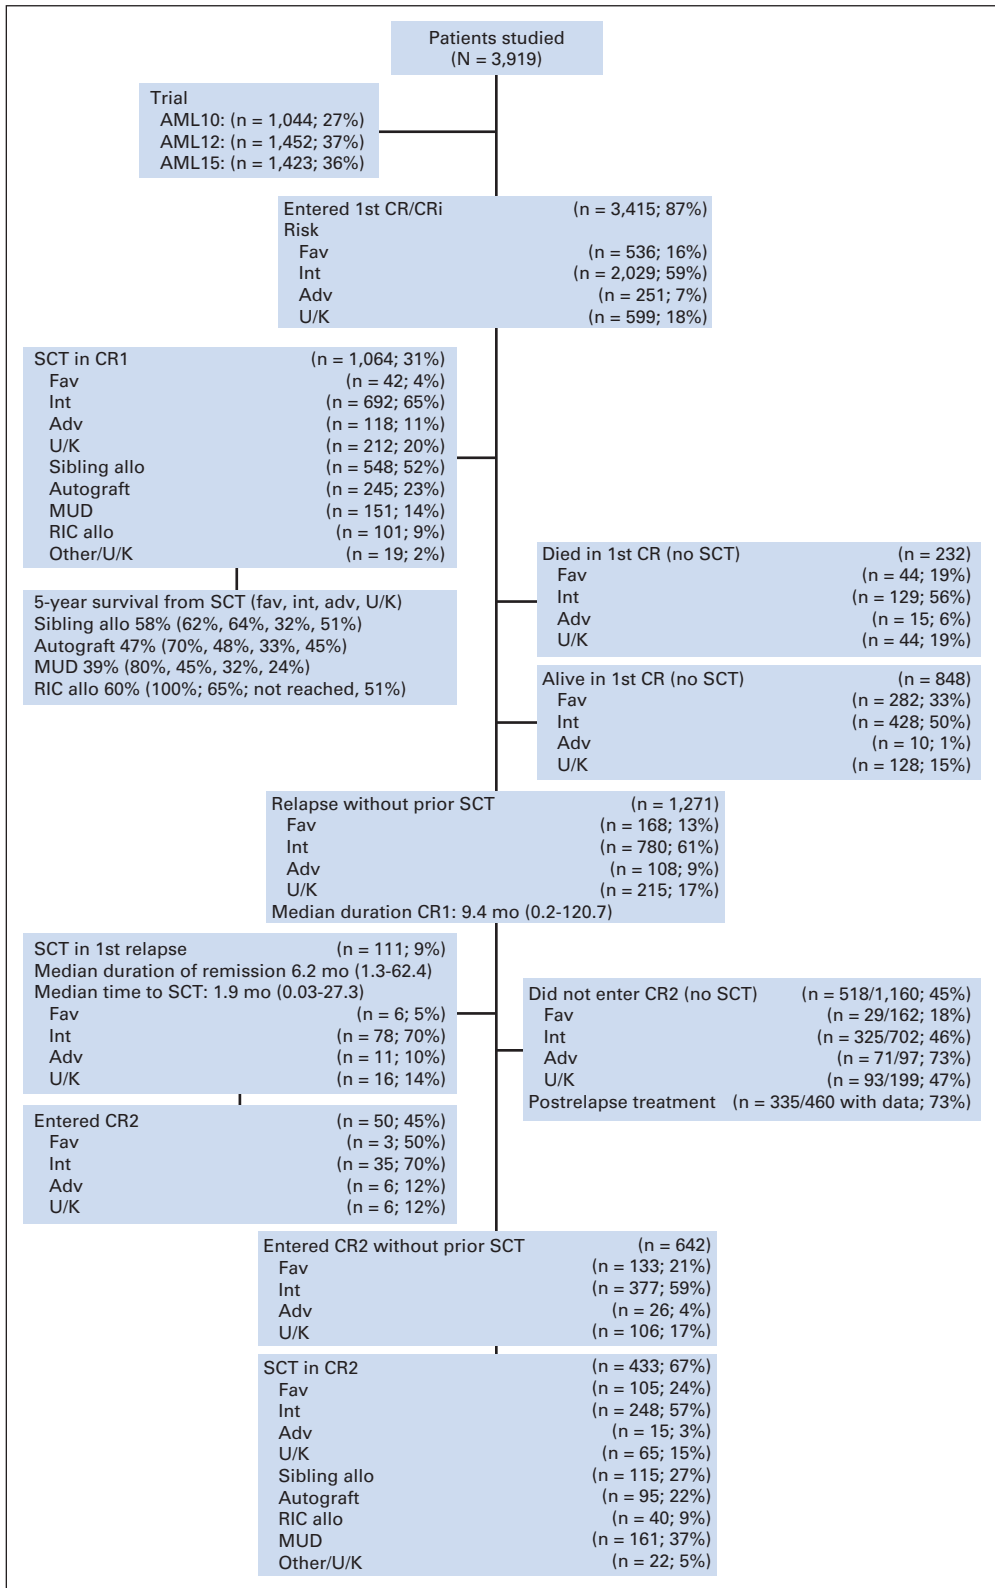 Patients studied
(N = 3,919)
Trial
AML10: (n = 1,044; 27%)
AML12: (n = 1,452; 37%)
AML15: (n = 1,423; 36%)
Entered 1st CR/CRi (n = 3,415; 87%)
Risk
Fav (n = 536; 16%)
Int (n = 2,029; 59%)
Adv (n = 251; 7%)
U/K (n = 599; 18%)
SCT in CR1 (n = 1,064; 31%)
Fav (n = 42; 4%)
Int (n = 692; 65%)
Adv (n = 118; 11%)
U/K (n = 212; 20%)
Sibling allo (n = 548; 52%)
Autograft (n = 245; 23%)
MUD (n = 151; 14%)
RIC allo (n = 101; 9%)
Other/U/K (n = 19; 2%)
5-year survival from SCT (fav, int, adv, U/K)
Sibling allo 58% (62%, 64%, 32%, 51%)
Autograft 47% (70%, 48%, 33%, 45%)
MUD 39% (80%, 45%, 32%, 24%)
RIC allo 60% (100%; 65%; not reached, 51%)
Died in 1st CR (no SCT) (n = 232)
Fav (n = 44; 19%)
Int (n = 129; 56%)
Adv (n = 15; 6%)
U/K (n = 44; 19%)
Alive in 1st CR (no SCT) (n = 848)
Fav (n = 282; 33%)
Int (n = 428; 50%)
Adv (n = 10; 1%)
U/K (n = 128; 15%)
Relapse without prior SCT (n = 1,271)
Fav (n = 168; 13%)
Int (n = 780; 61%)
Adv (n = 108; 9%)
U/K (n = 215; 17%)
Median duration CR1: 9.4 mo (0.2-120.7)
SCT in 1st relapse (n = 111; 9%)
Median duration of remission 6.2 mo (1.3-62.4)
Median time to SCT: 1.9 mo (0.03-27.3)
Fav (n = 6; 5%)
Int (n = 78; 70%)
Adv (n = 11; 10%)
U/K (n = 16; 14%)
Did not enter CR2 (no SCT) (n = 518/1,160; 45%)
Fav (n = 29/162; 18%)
Int (n = 325/702; 46%)
Adv (n = 71/97; 73%)
U/K (n = 93/199; 47%)
Postrelapse treatment (n = 335/460 with data; 73%)
Entered CR2 (n = 50; 45%)
Fav (n = 3; 50%)
Int (n = 35; 70%)
Adv (n = 6; 12%)
U/K (n = 6; 12%)
Entered CR2 without prior SCT (n = 642)
Fav (n = 133; 21%)
Int (n = 377; 59%)
Adv (n = 26; 4%)
U/K (n = 106; 17%)
SCT in CR2 (n = 433; 67%)
Fav (n = 105; 24%)
Int (n = 248; 57%)
Adv (n = 15; 3%)
U/K (n = 65; 15%)
Sibling allo (n = 115; 27%)
Autograft (n = 95; 22%)
RIC allo (n = 40; 9%)
MUD (n = 161; 37%)
Other/U/K (n = 22; 5%)